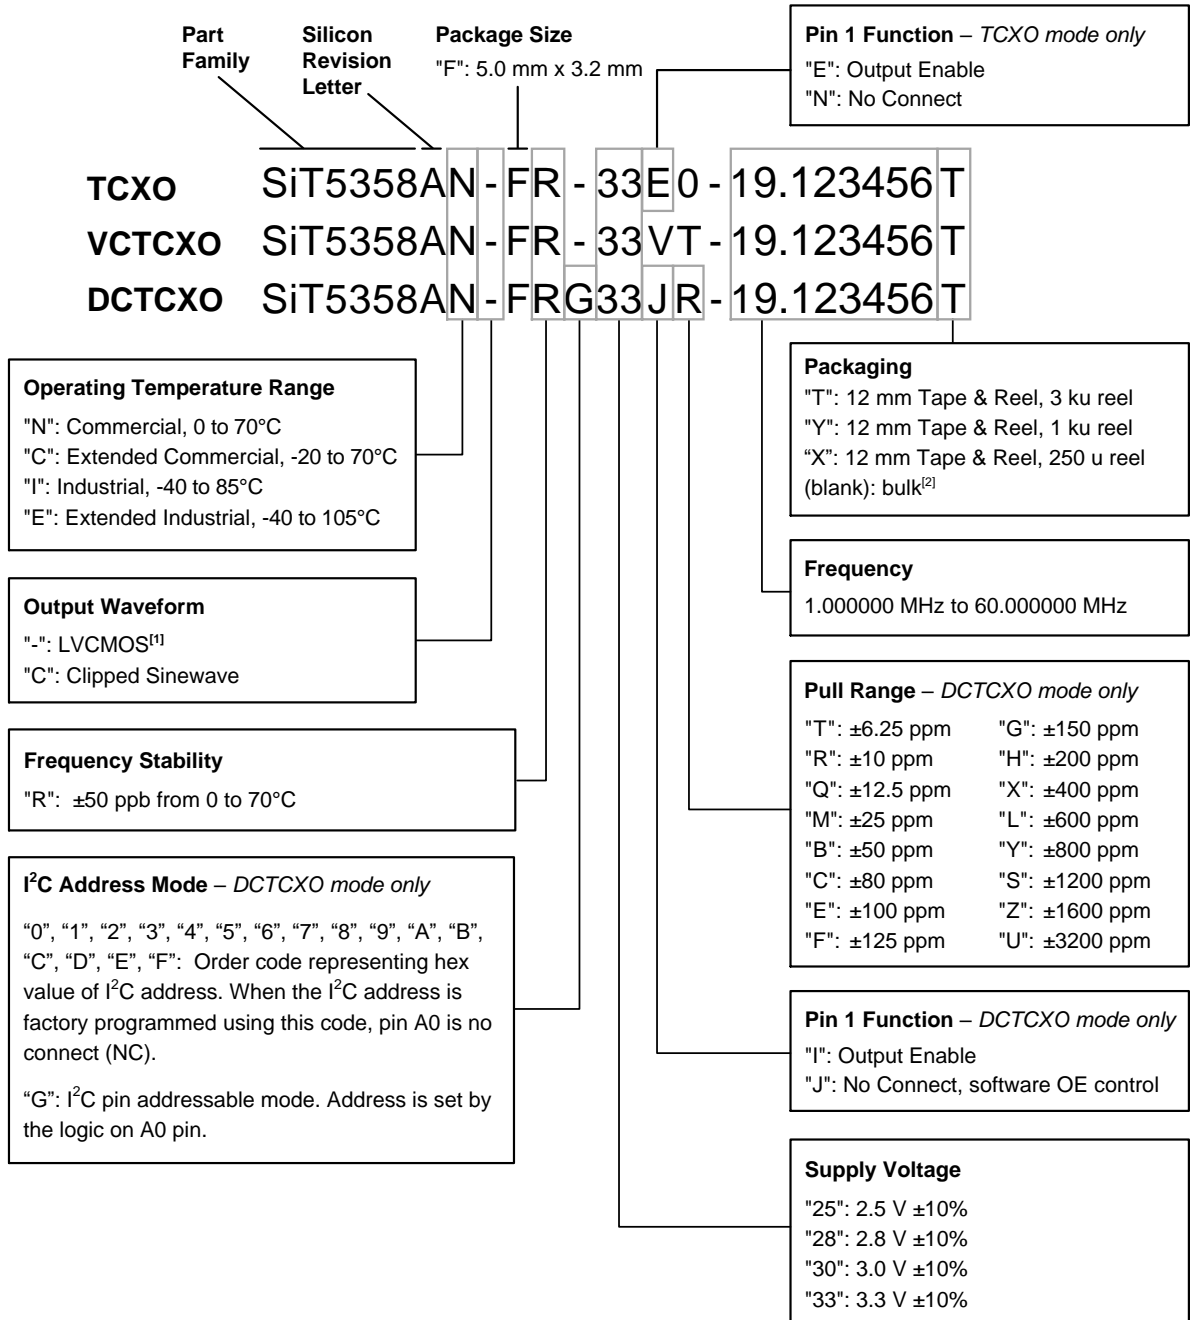 Part Family
Silicon Revision Letter
Package Size
"F": 5.0 mm x 3.2 mm
Pin 1 Function – TCXO mode only
"E": Output Enable
"N": No Connect
TCXO SiT5358AN-FR-33E0-19.123456T
VCTCXO SiT5358AN-FR-33VT-19.123456T
DCTCXO SiT5358AN-FRG33JR-19.123456T
Operating Temperature Range
"N": Commercial, 0 to 70°C
"C": Extended Commercial, -20 to 70°C
"I": Industrial, -40 to 85°C
"E": Extended Industrial, -40 to 105°C
Output Waveform
"-": LVCMOS[1]
"C": Clipped Sinewave
Frequency Stability
"R": ±50 ppb from 0 to 70°C
I2C Address Mode – DCTCXO mode only
“0”, “1”, “2”, “3”, “4”, “5”, “6”, “7”, “8”, “9”, “A”, “B”,
“C”, “D”, “E”, “F”: Order code representing hex
value of I2C address. When the I2C address is
factory programmed using this code, pin A0 is no
connect (NC).
“G”: I2C pin addressable mode. Address is set by
the logic on A0 pin.
Packaging
"T": 12 mm Tape & Reel, 3 ku reel
"Y": 12 mm Tape & Reel, 1 ku reel
“X”: 12 mm Tape & Reel, 250 u reel
(blank): bulk[2]
Frequency
1.000000 MHz to 60.000000 MHz
Pull Range – DCTCXO mode only
"T": ±6.25 ppm "G": ±150 ppm
"R": ±10 ppm "H": ±200 ppm
"Q": ±12.5 ppm "X": ±400 ppm
"M": ±25 ppm "L": ±600 ppm
"B": ±50 ppm "Y": ±800 ppm
"C": ±80 ppm "S": ±1200 ppm
"E": ±100 ppm "Z": ±1600 ppm
"F": ±125 ppm "U": ±3200 ppm
Pin 1 Function – DCTCXO mode only
"I": Output Enable
"J": No Connect, software OE control
Supply Voltage
"25": 2.5 V ±10%
"28": 2.8 V ±10%
"30": 3.0 V ±10%
"33": 3.3 V ±10%